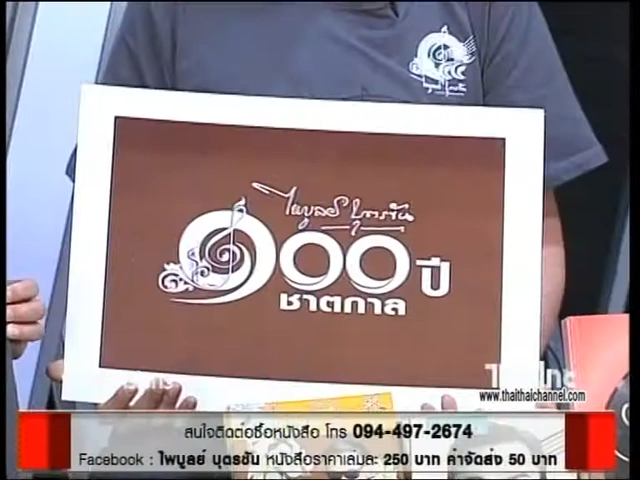 ไพบูลย์ บุตรขัน
๑๐๐ ปี
ชาตกาล
www.thaithaichannel.com
สนใจติดต่อซื้อหนังสือ โทร 094-497-2674
Facebook : ไพบูลย์ บุตรขัน หนังสือราคาเล่มละ 250 บาท ค่าจัดส่ง 50 บาท